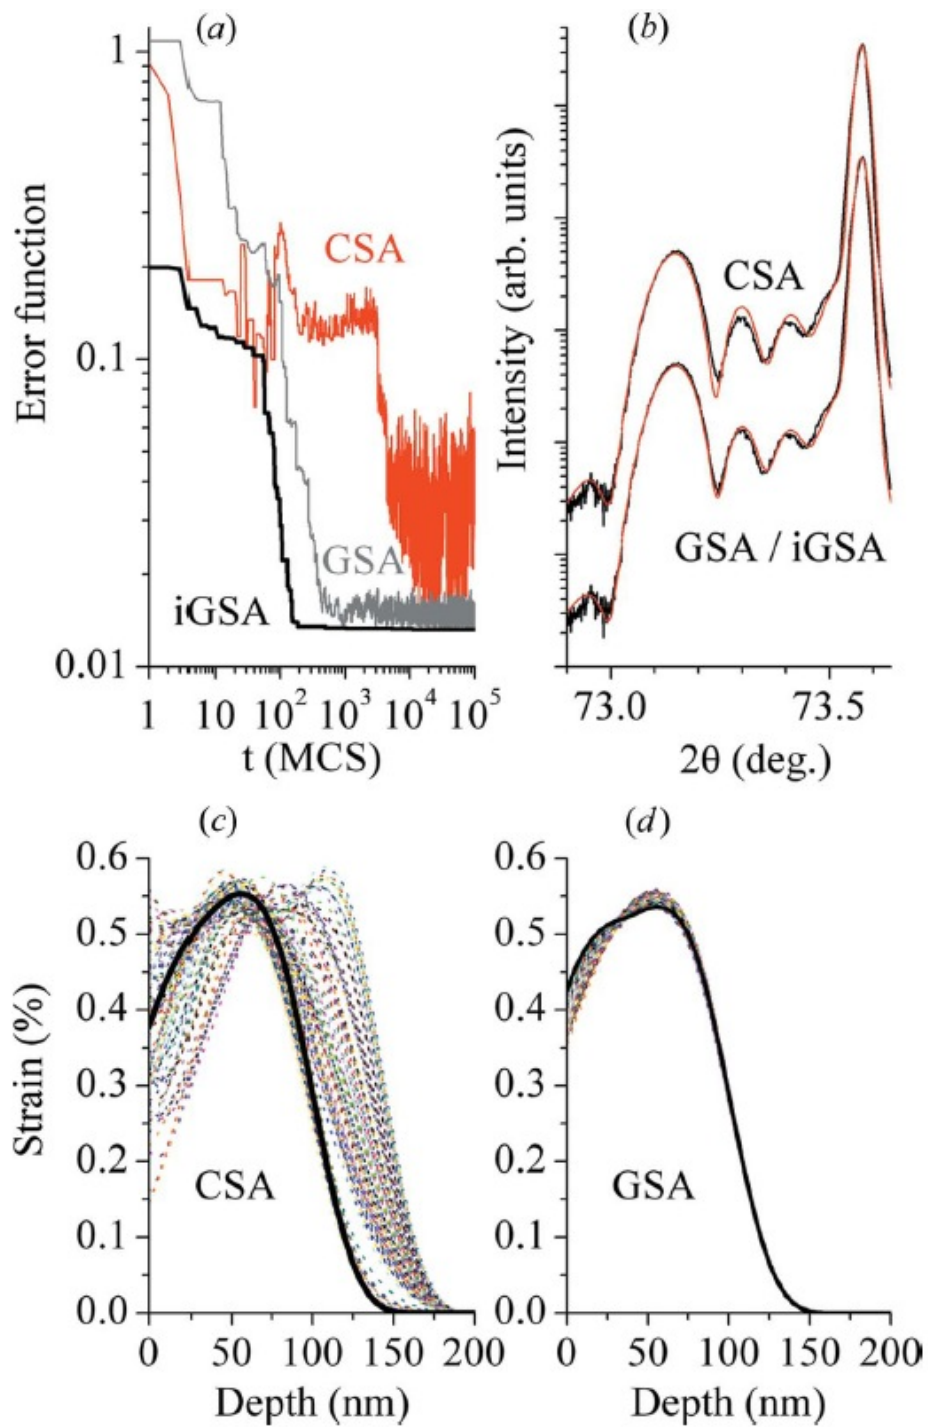 (a)
(b)
1
0.1
0.01
Error function
CSA
GSA
iGSA
1 10 10² 10³ 10⁴ 10⁵
t (MCS)
Intensity (arb. units)
CSA
GSA / iGSA
73.0 73.5
2θ (deg.)
(c)
(d)
0.6
0.5
0.4
0.3
0.2
0.1
0.0
Strain (%)
CSA
0 50 100 150 200
Depth (nm)
0.6
0.5
0.4
0.3
0.2
0.1
0.0
GSA
0 50 100 150 200
Depth (nm)